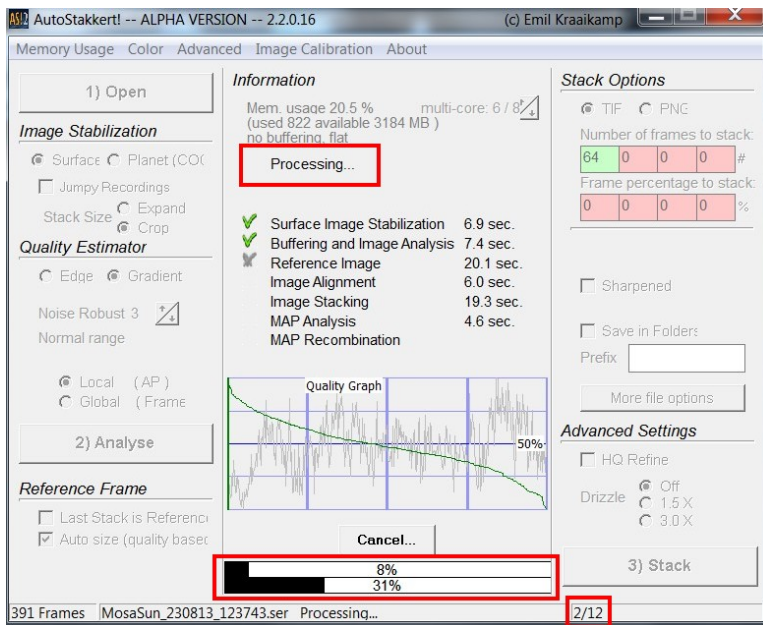 AS!2 AutoStakkert! -- ALPHA VERSION -- 2.2.0.16 (c) Emil Kraaikamp
Memory Usage Color Advanced Image Calibration About
1) Open
Image Stabilization
Surface Planet (COG
Jumpy Recordings
Stack Size Expand
Crop
Quality Estimator
Edge Gradient
Noise Robust 3
Normal range
Local (AP)
Global (Frame
2) Analyse
Reference Frame
Last Stack is Referenc
Auto size (quality basec
Information
Mem. usage 20.5 % multi-core: 6 / 8
(used 822 available 3184 MB )
no buffering, flat
Processing...
Surface Image Stabilization 6.9 sec.
Buffering and Image Analysis 7.4 sec.
Reference Image 20.1 sec.
Image Alignment 6.0 sec.
Image Stacking 19.3 sec.
MAP Analysis 4.6 sec.
MAP Recombination
Quality Graph
50%
Cancel...
8%
31%
Stack Options
TIF PNG
Number of frames to stack:
64 0 0 0 #
Frame percentage to stack:
0 0 0 0 %
Sharpened
Save in Folders
Prefix
More file options
Advanced Settings
HQ Refine
Drizzle Off
1.5 X
3.0 X
3) Stack
391 Frames MosaSun_230813_123743.ser Processing... 2/12